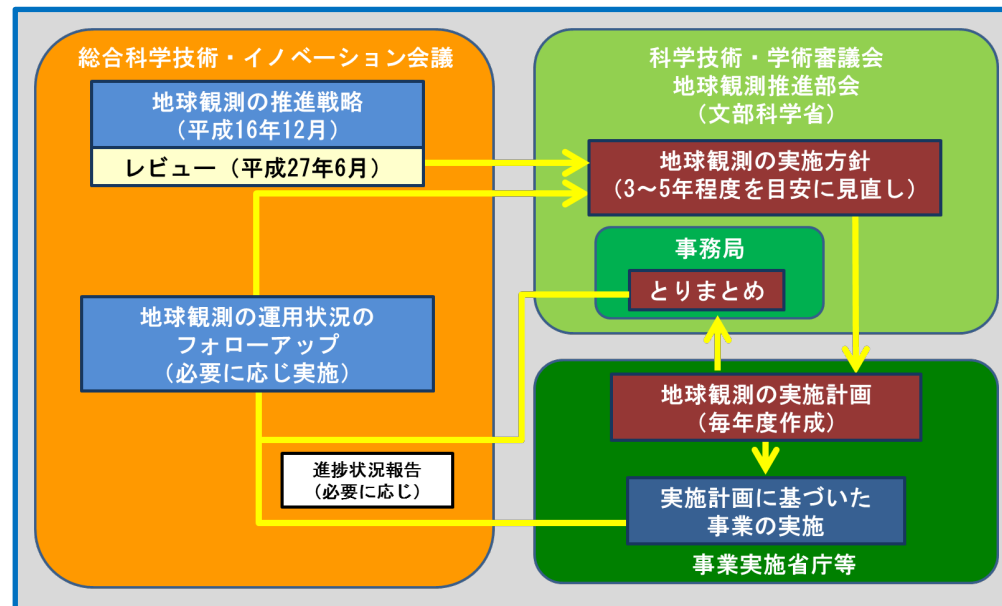 総合科学技術・イノベーション会議
地球観測の推進戦略
（平成16年12月）
レビュー（平成27年6月）
地球観測の運用状況の
フォローアップ
（必要に応じ実施）
進捗状況報告
（必要に応じ）
科学技術・学術審議会
地球観測推進部会
（文部科学省）
地球観測の実施方針
（3～5年程度を目安に見直し）
事務局
とりまとめ
地球観測の実施計画
（毎年度作成）
実施計画に基づいた
事業の実施
事業実施省庁等